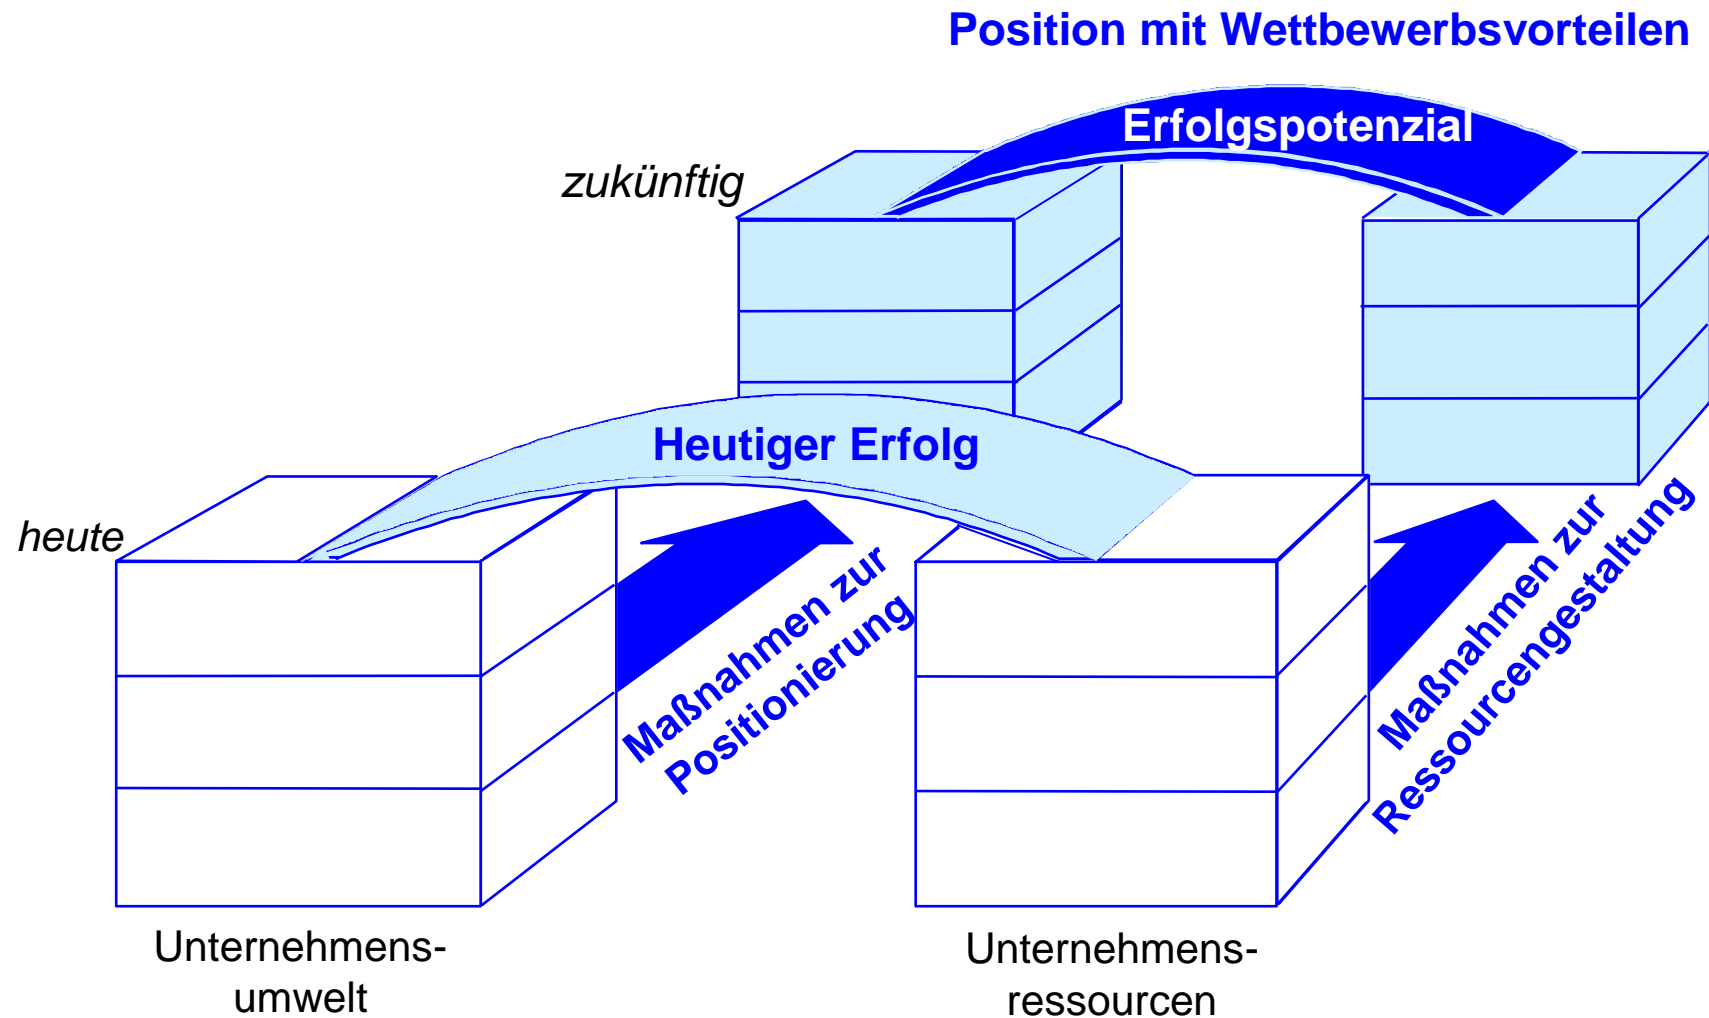 Position mit Wettbewerbsvorteilen
Erfolgspotenzial
zukünftig
Heutiger Erfolg
heute
Maßnahmen zur
Positionierung
Maßnahmen zur
Ressourcengestaltung
Unternehmens-
umwelt
Unternehmens-
ressourcen